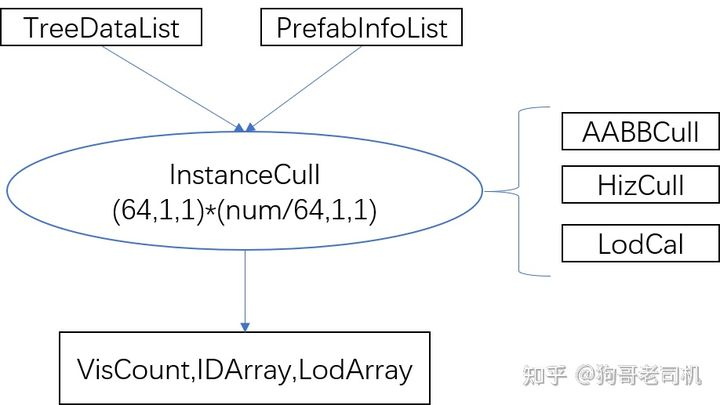 TreeDataList
PrefabInfoList
InstanceCull
(64,1,1)*(num/64,1,1)
AABBCull
HizCull
LodCal
VisCount,IDArray,LodArray
知乎 @狗哥老司机